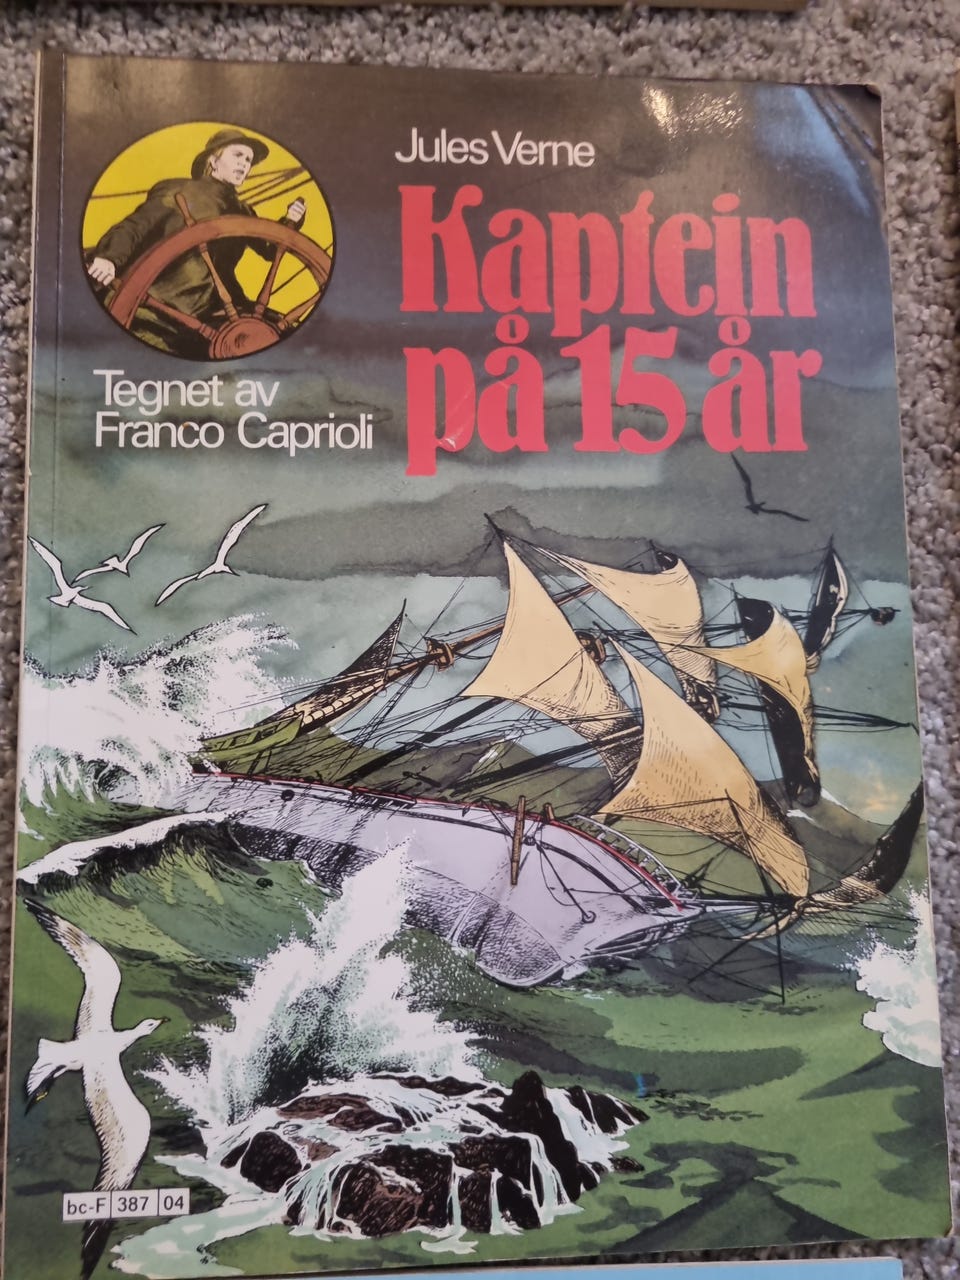 Jules Verne
Kaptein
på 15 år
Tegnet av
Franco Caprioli
bc-F 387 04